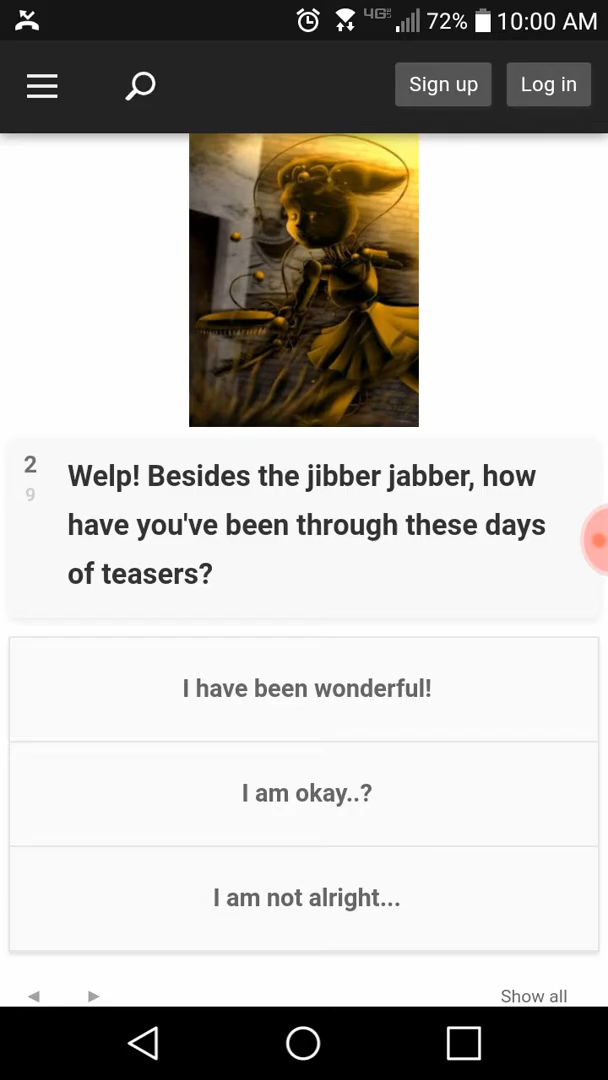 4G 72% 10:00 AM
Sign up Log in
2
9
Welp! Besides the jibber jabber, how
have you've been through these days
of teasers?
I have been wonderful!
I am okay..?
I am not alright...
Show all